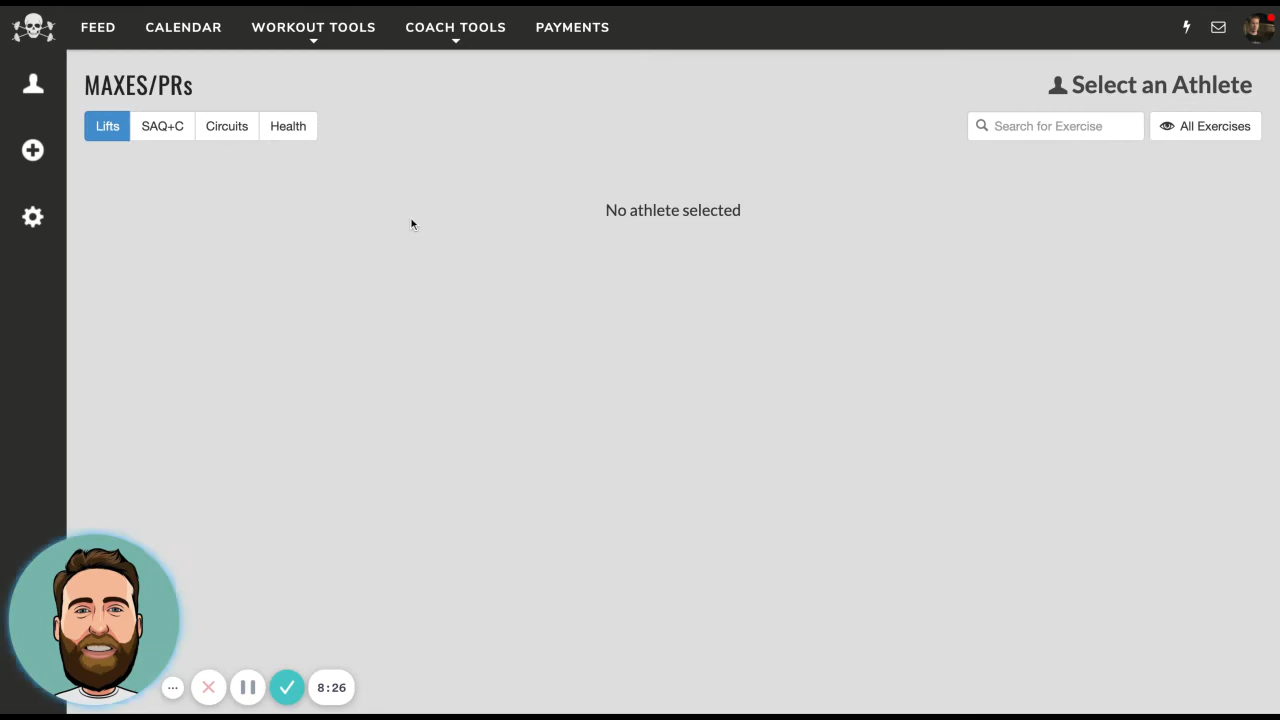 FEED CALENDAR WORKOUT TOOLS COACH TOOLS PAYMENTS
MAXES/PRs
Select an Athlete
Lifts SAQ+C Circuits Health
Search for Exercise
All Exercises
No athlete selected
8:26